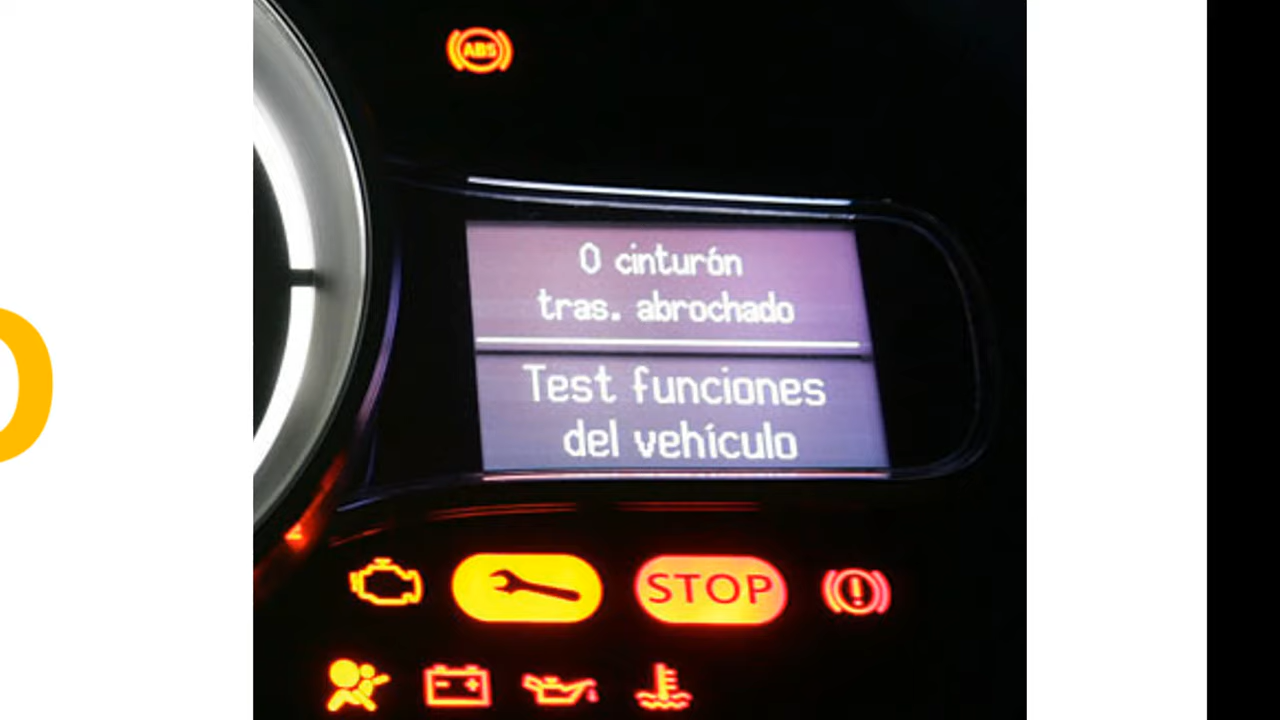 ABS
0 cinturón
tras. abrochado
Test funciones
del vehículo
STOP